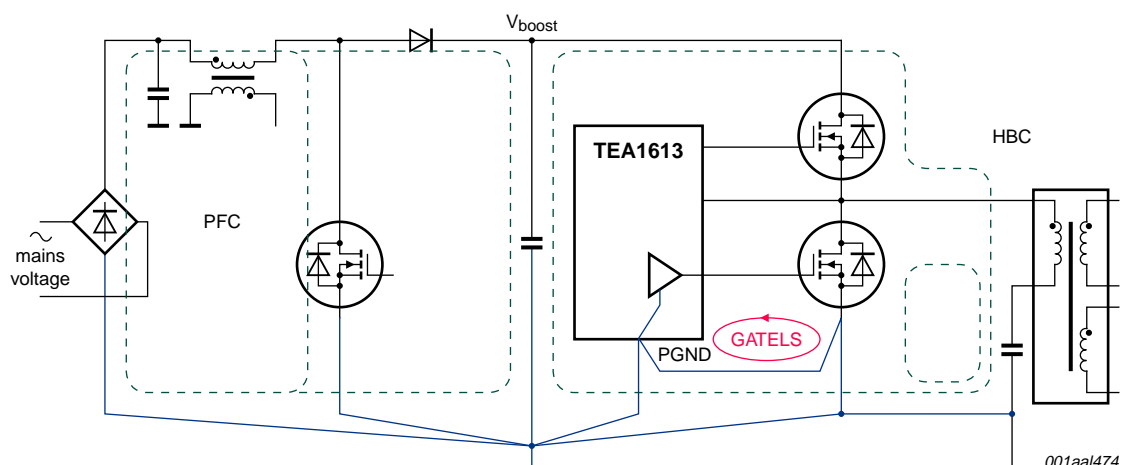 Vboost
TEA1613
HBC
PFC
mains
voltage
GATELS
PGND
001aal474